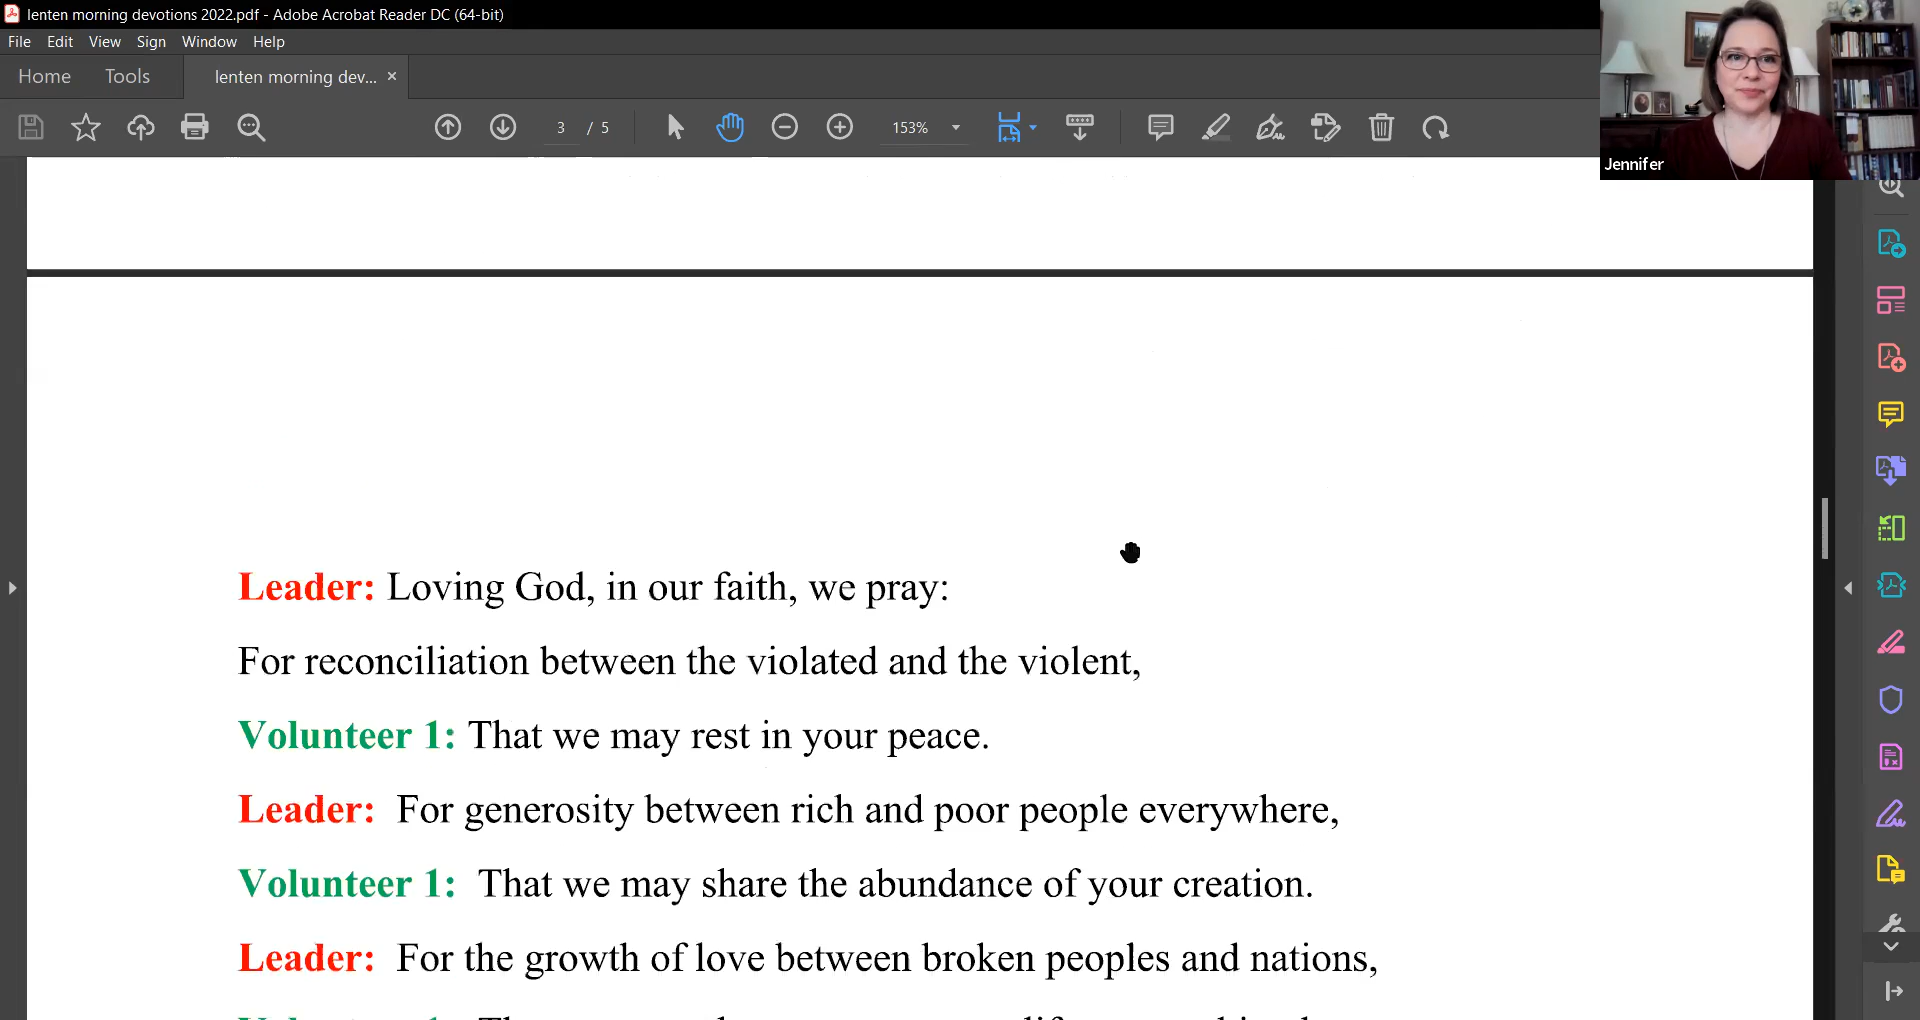 lenten morning devotions 2022.pdf - Adobe Acrobat Reader DC (64-bit)
File Edit View Sign Window Help
Home Tools lenten morning dev... ×
3 / 5 153%
Jennifer
Leader: Loving God, in our faith, we pray:
For reconciliation between the violated and the violent,
Volunteer 1: That we may rest in your peace.
Leader: For generosity between rich and poor people everywhere,
Volunteer 1: That we may share the abundance of your creation.
Leader: For the growth of love between broken peoples and nations,